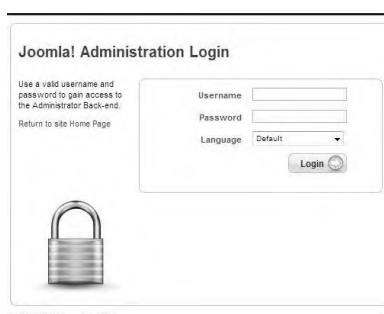 Joomla! Administration Login
Use a valid username and
password to gain access to
the Administrator Back-end.
Return to site Home Page
Username
Password
Language Default
Login